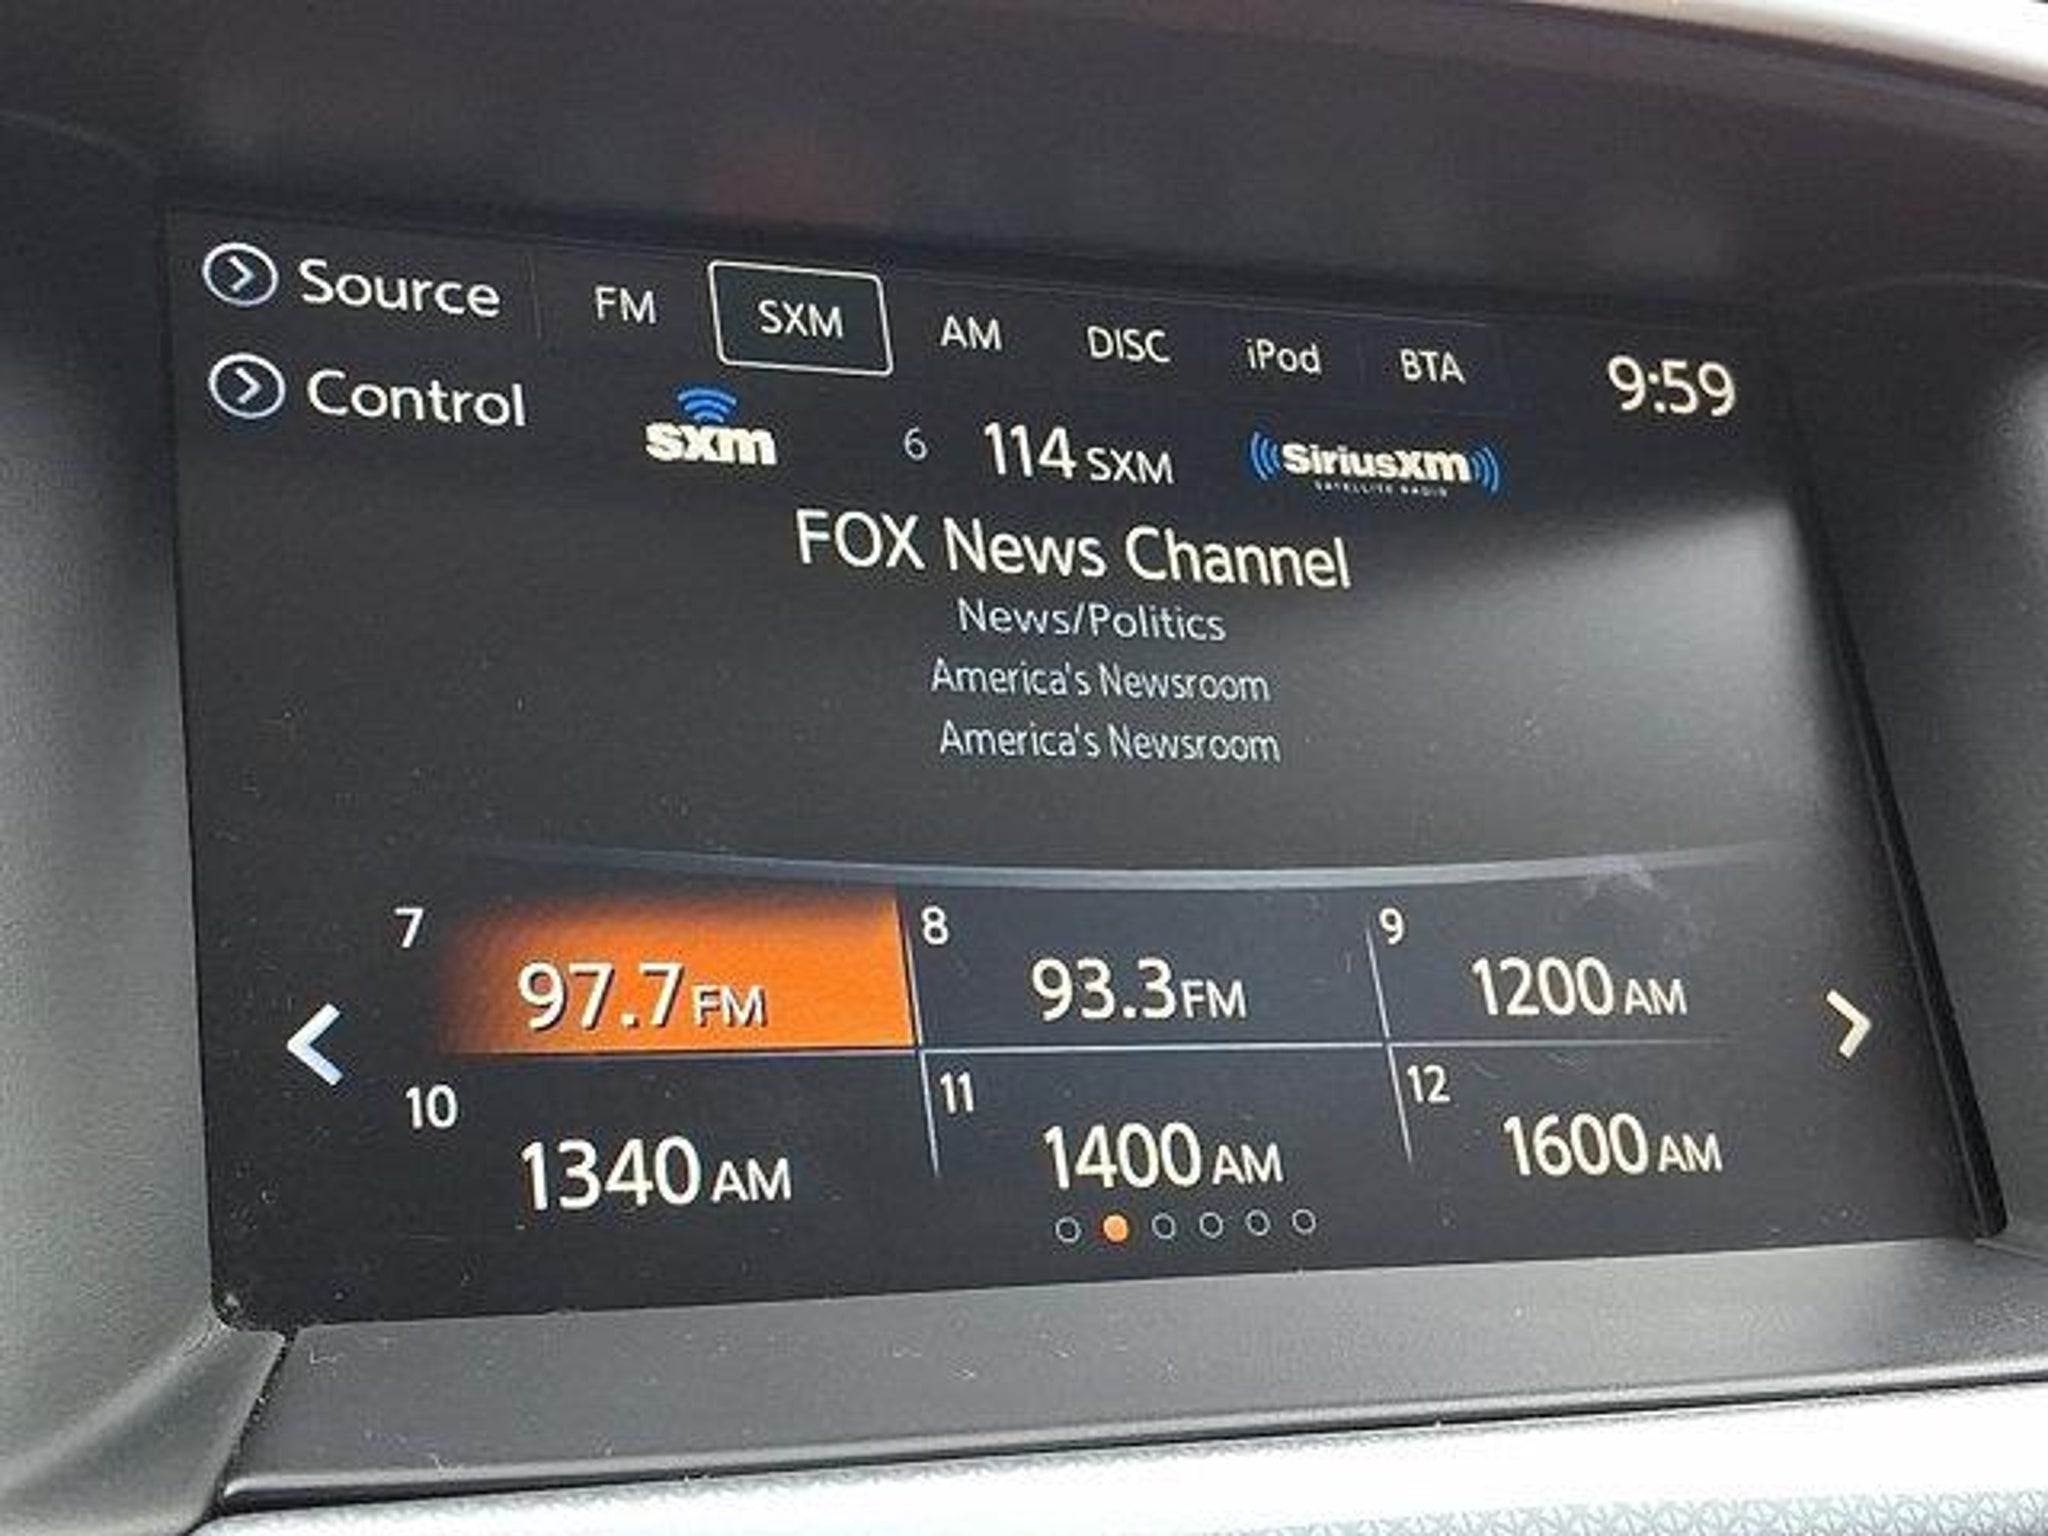 Source FM SXM AM DISC iPod BTA 9:59
Control sxm 6 114 SXM SiriusXM
SATELLITE RADIO
FOX News Channel
News/Politics
America's Newsroom
America's Newsroom
7 8 9
97.7 FM 93.3 FM 1200 AM
10 11 12
1340 AM 1400 AM 1600 AM